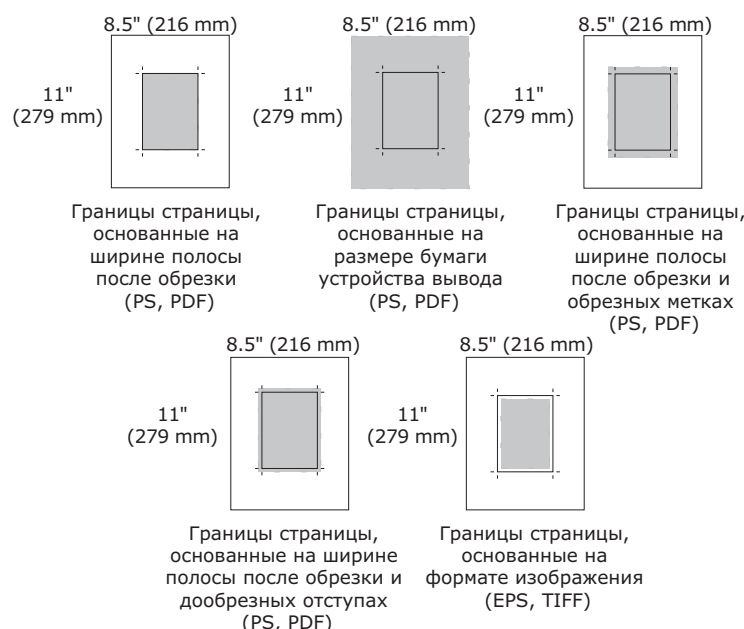 8.5" (216 mm)
11"
(279 mm)
Границы страницы,
основанные на
ширине полосы
после обрезки
(PS, PDF)
8.5" (216 mm)
11"
(279 mm)
Границы страницы,
основанные на
размере бумаги
устройства вывода
(PS, PDF)
8.5" (216 mm)
11"
(279 mm)
Границы страницы,
основанные на
ширине полосы
после обрезки и
обрезных метках
(PS, PDF)
8.5" (216 mm)
11"
(279 mm)
Границы страницы,
основанные на ширине
полосы после обрезки и
дообрезных отступах
(PS, PDF)
8.5" (216 mm)
11"
(279 mm)
Границы страницы,
основанные на
формате изображения
(EPS, TIFF)